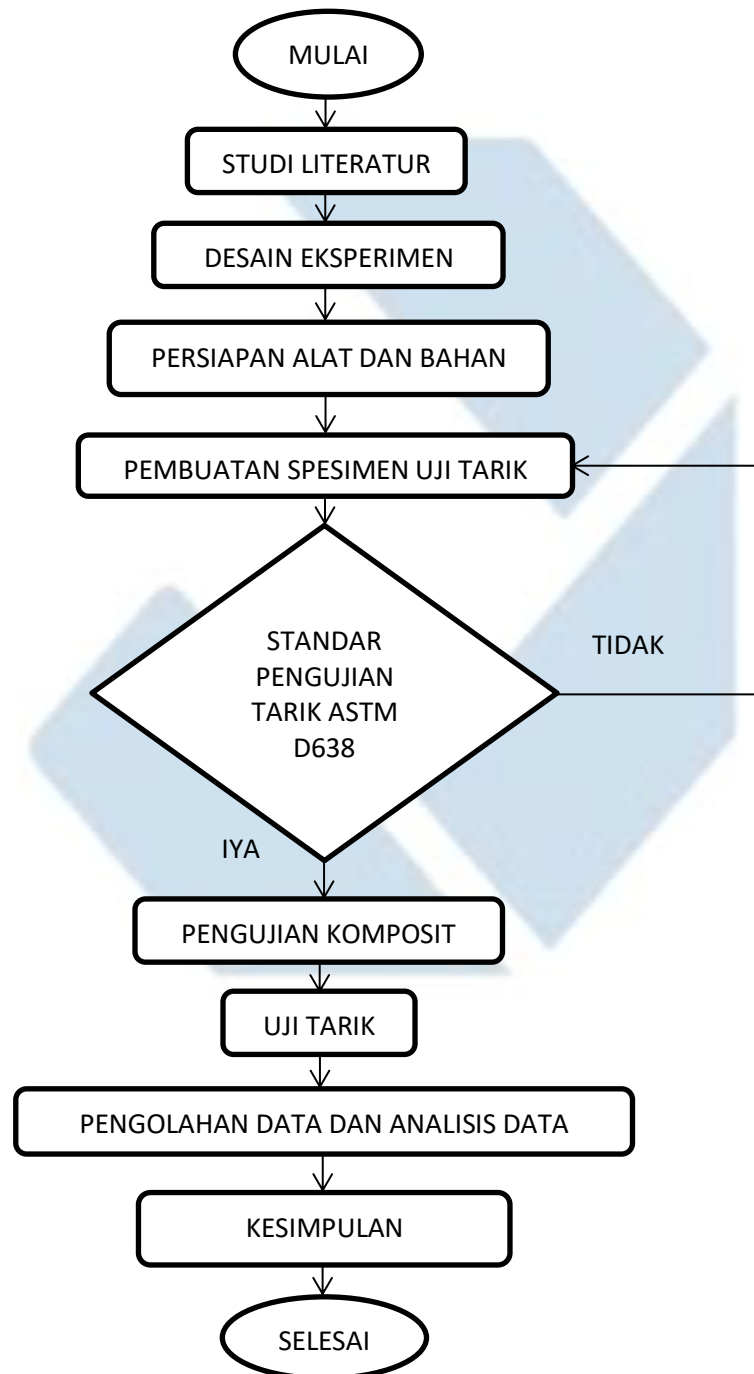 MULAI
STUDI LITERATUR
DESAIN EKSPERIMEN
PERSIAPAN ALAT DAN BAHAN
PEMBUATAN SPESIMEN UJI TARIK
STANDAR
PENGUJIAN
TARIK ASTM
D638
TIDAK
IYA
PENGUJIAN KOMPOSIT
UJI TARIK
PENGOLAHAN DATA DAN ANALISIS DATA
KESIMPULAN
SELESAI